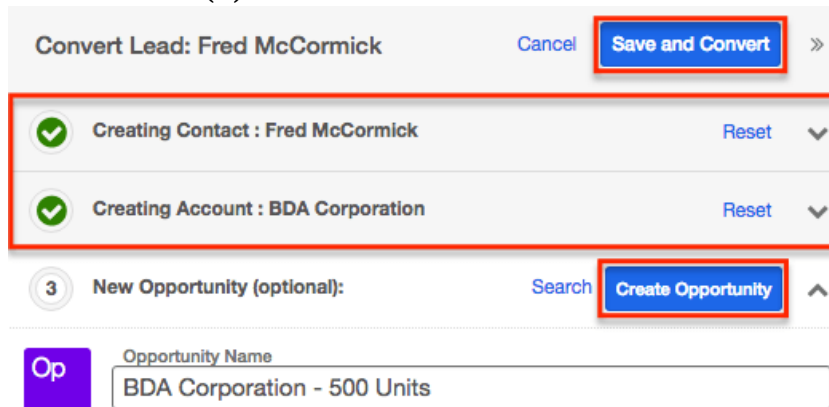 Convert Lead: Fred McCormick Cancel Save and Convert »
Creating Contact : Fred McCormick Reset
Creating Account : BDA Corporation Reset
3 New Opportunity (optional): Search Create Opportunity
Op Opportunity Name
BDA Corporation - 500 Units